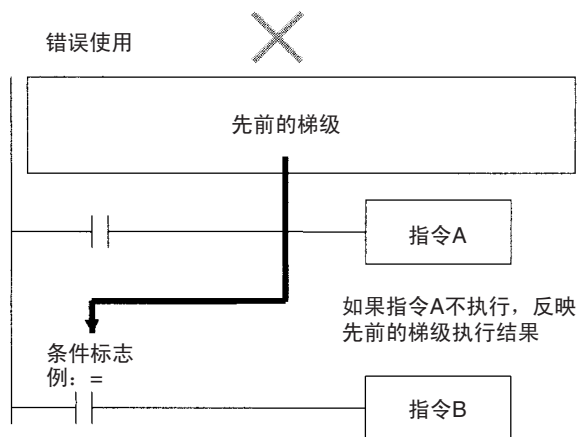 错误使用
先前的梯级
指令A
如果指令A不执行，反映
先前的梯级执行结果
条件标志
例：=
指令B